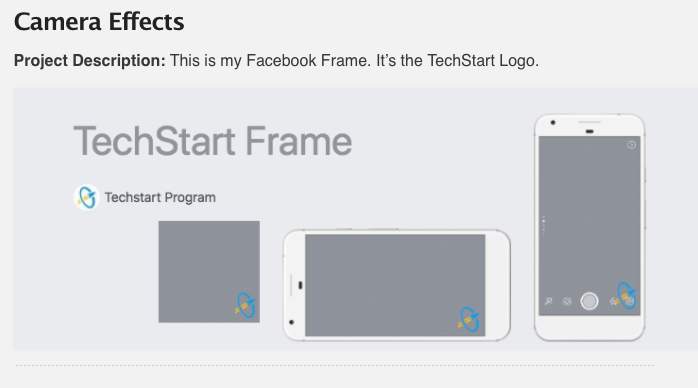 Camera Effects
Project Description: This is my Facebook Frame. It’s the TechStart Logo.
TechStart Frame
Techstart Program